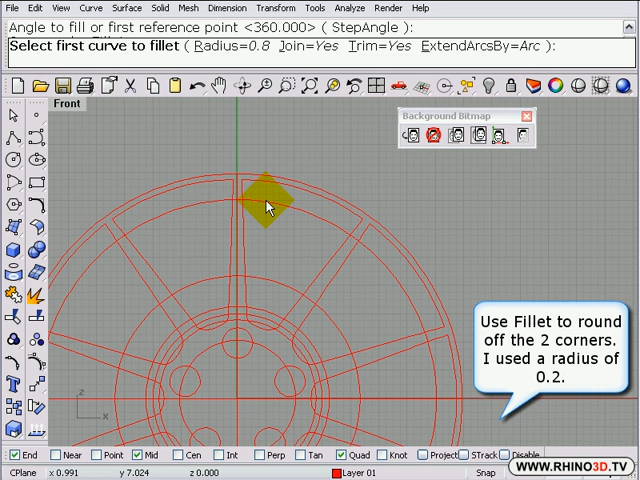 File Edit View Curve Surface Solid Mesh Dimension Transform Tools Analyze Render Help
Angle to fill or first reference point <360.000> ( StepAngle ):
Select first curve to fillet ( Radius=0.8 Join=Yes Trim=Yes ExtendArcsBy=Arc ):
Front
Background Bitmap
Use Fillet to round
off the 2 corners.
I used a radius of
0.2.
z
x
End Near Point Mid Cen Int Perp Tan Quad Knot Project STrack Disable
CPlane x 0.991 y 7.024 z 0.000 Layer 01 Snap
WWW.RHINO3D.TV